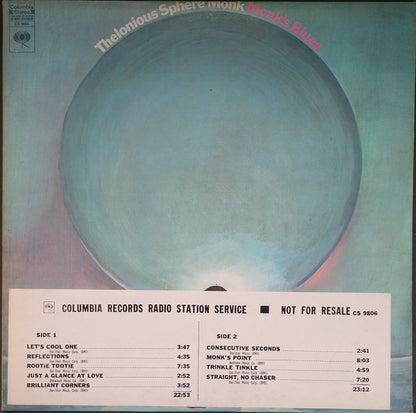 Columbia
Stereo
CS 9806
Thelonious Sphere Monk Monk's Blues
COLUMBIA RECORDS RADIO STATION SERVICE ■ NOT FOR RESALE CS 9806
SIDE 1
LET'S COOL ONE 3:47
REFLECTIONS 4:35
ROOTIE TOOTIE 7:35
JUST A GLANCE AT LOVE 2:52
BRILLIANT CORNERS 3:52
22:53
SIDE 2
CONSECUTIVE SECONDS 2:41
MONK'S POINT 8:03
TRINKLE TINKLE 4:59
STRAIGHT, NO CHASER 7:20
23:12